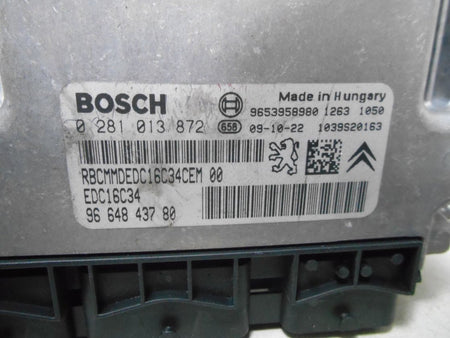 BOSCH
Made in Hungary
9653958980 1263 1050
0 281 013 872 658 09-10-22 1039S20163
RBCMMDEDC16C34CEM 00
EDC16C34
96 648 437 80